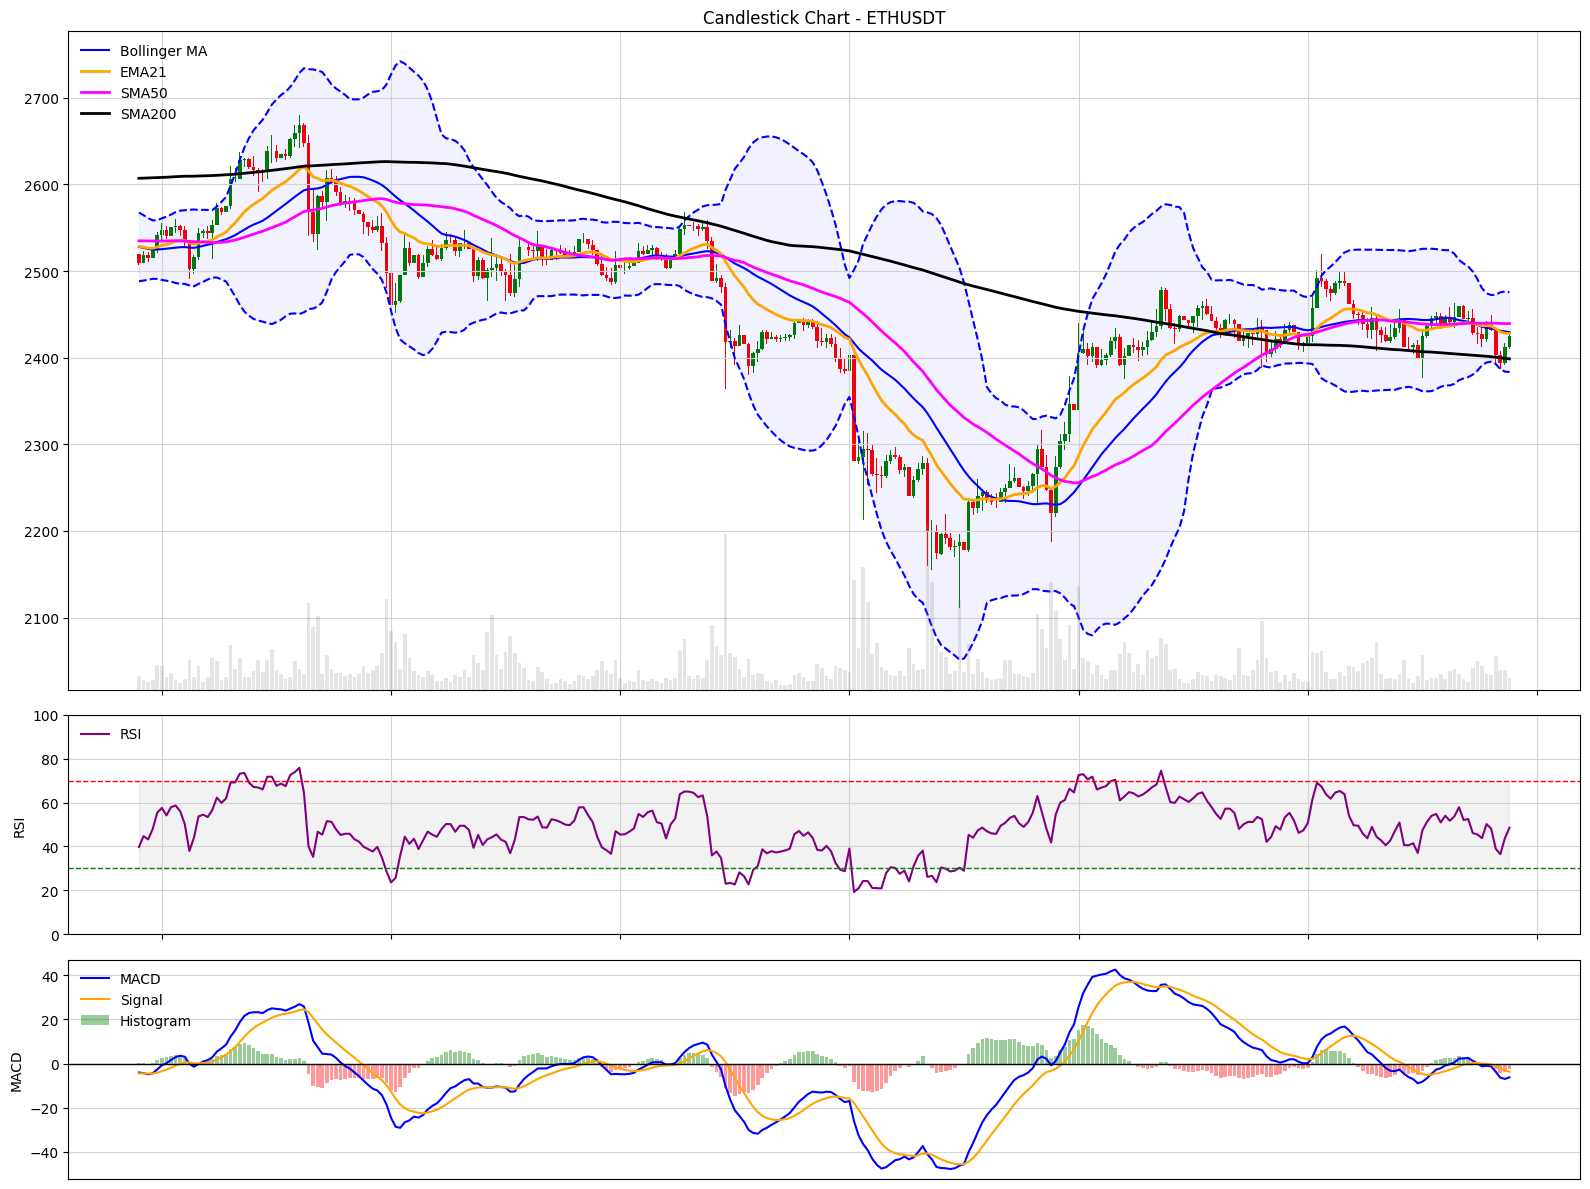 Candlestick Chart - ETHUSDT
Bollinger MA
EMA21
SMA50
SMA200
2700
2600
2500
2400
2300
2200
2100
RSI
100
80
60
40
20
0
RSI
MACD
Signal
Histogram
40
20
0
−20
−40
MACD